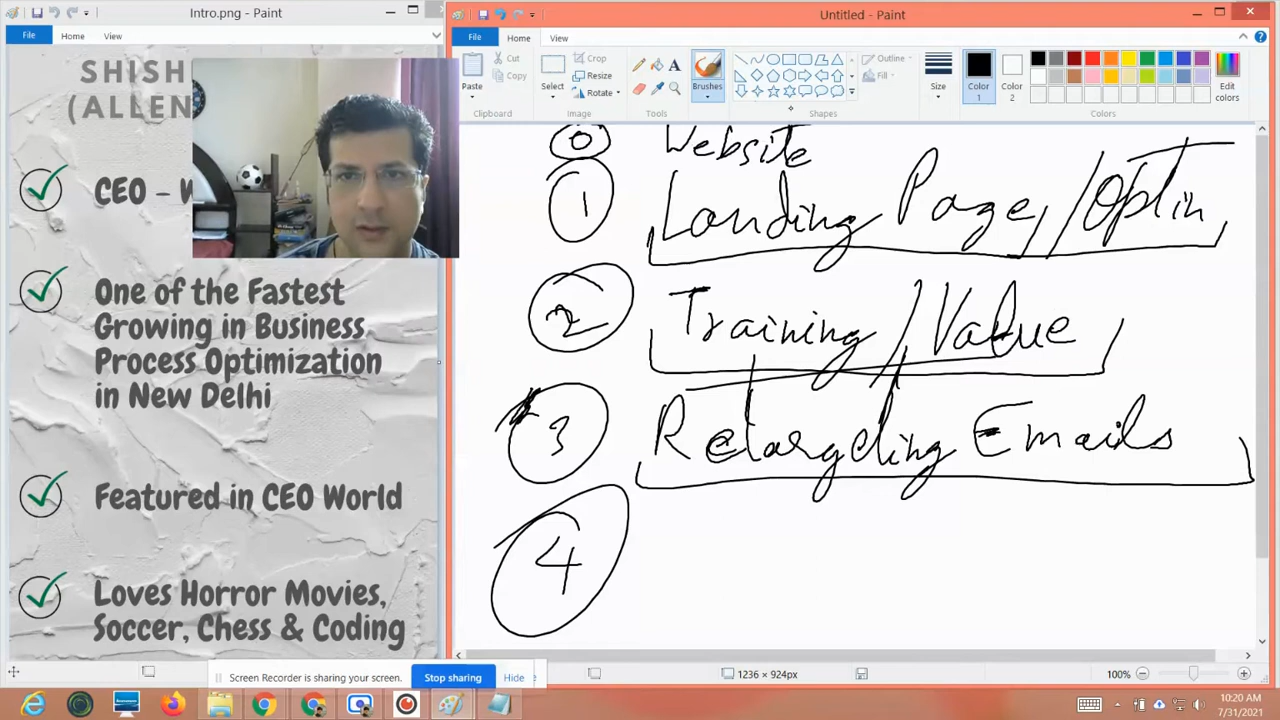 Intro.png - Paint
File
Home
View
SHISH
(ALLEN
CEO –
One of the Fastest
Growing in Business
Process Optimization
in New Delhi
Featured in CEO World
Loves Horror Movies,
Soccer, Chess & Coding
Screen Recorder is sharing your screen.
Stop sharing
Hide
Untitled - Paint
File
Home
View
Paste
Cut
Copy
Clipboard
Select
Crop
Resize
Rotate
Image
A
Tools
Brushes
Outline
Fill
Shapes
Size
Color
1
Color
2
Edit
colors
Colors
0 Website
1 Landing Page/Optin
2 Training/Value
3 Retargeting Emails
4
1236 × 924px
100%
10:20 AM
7/31/2021